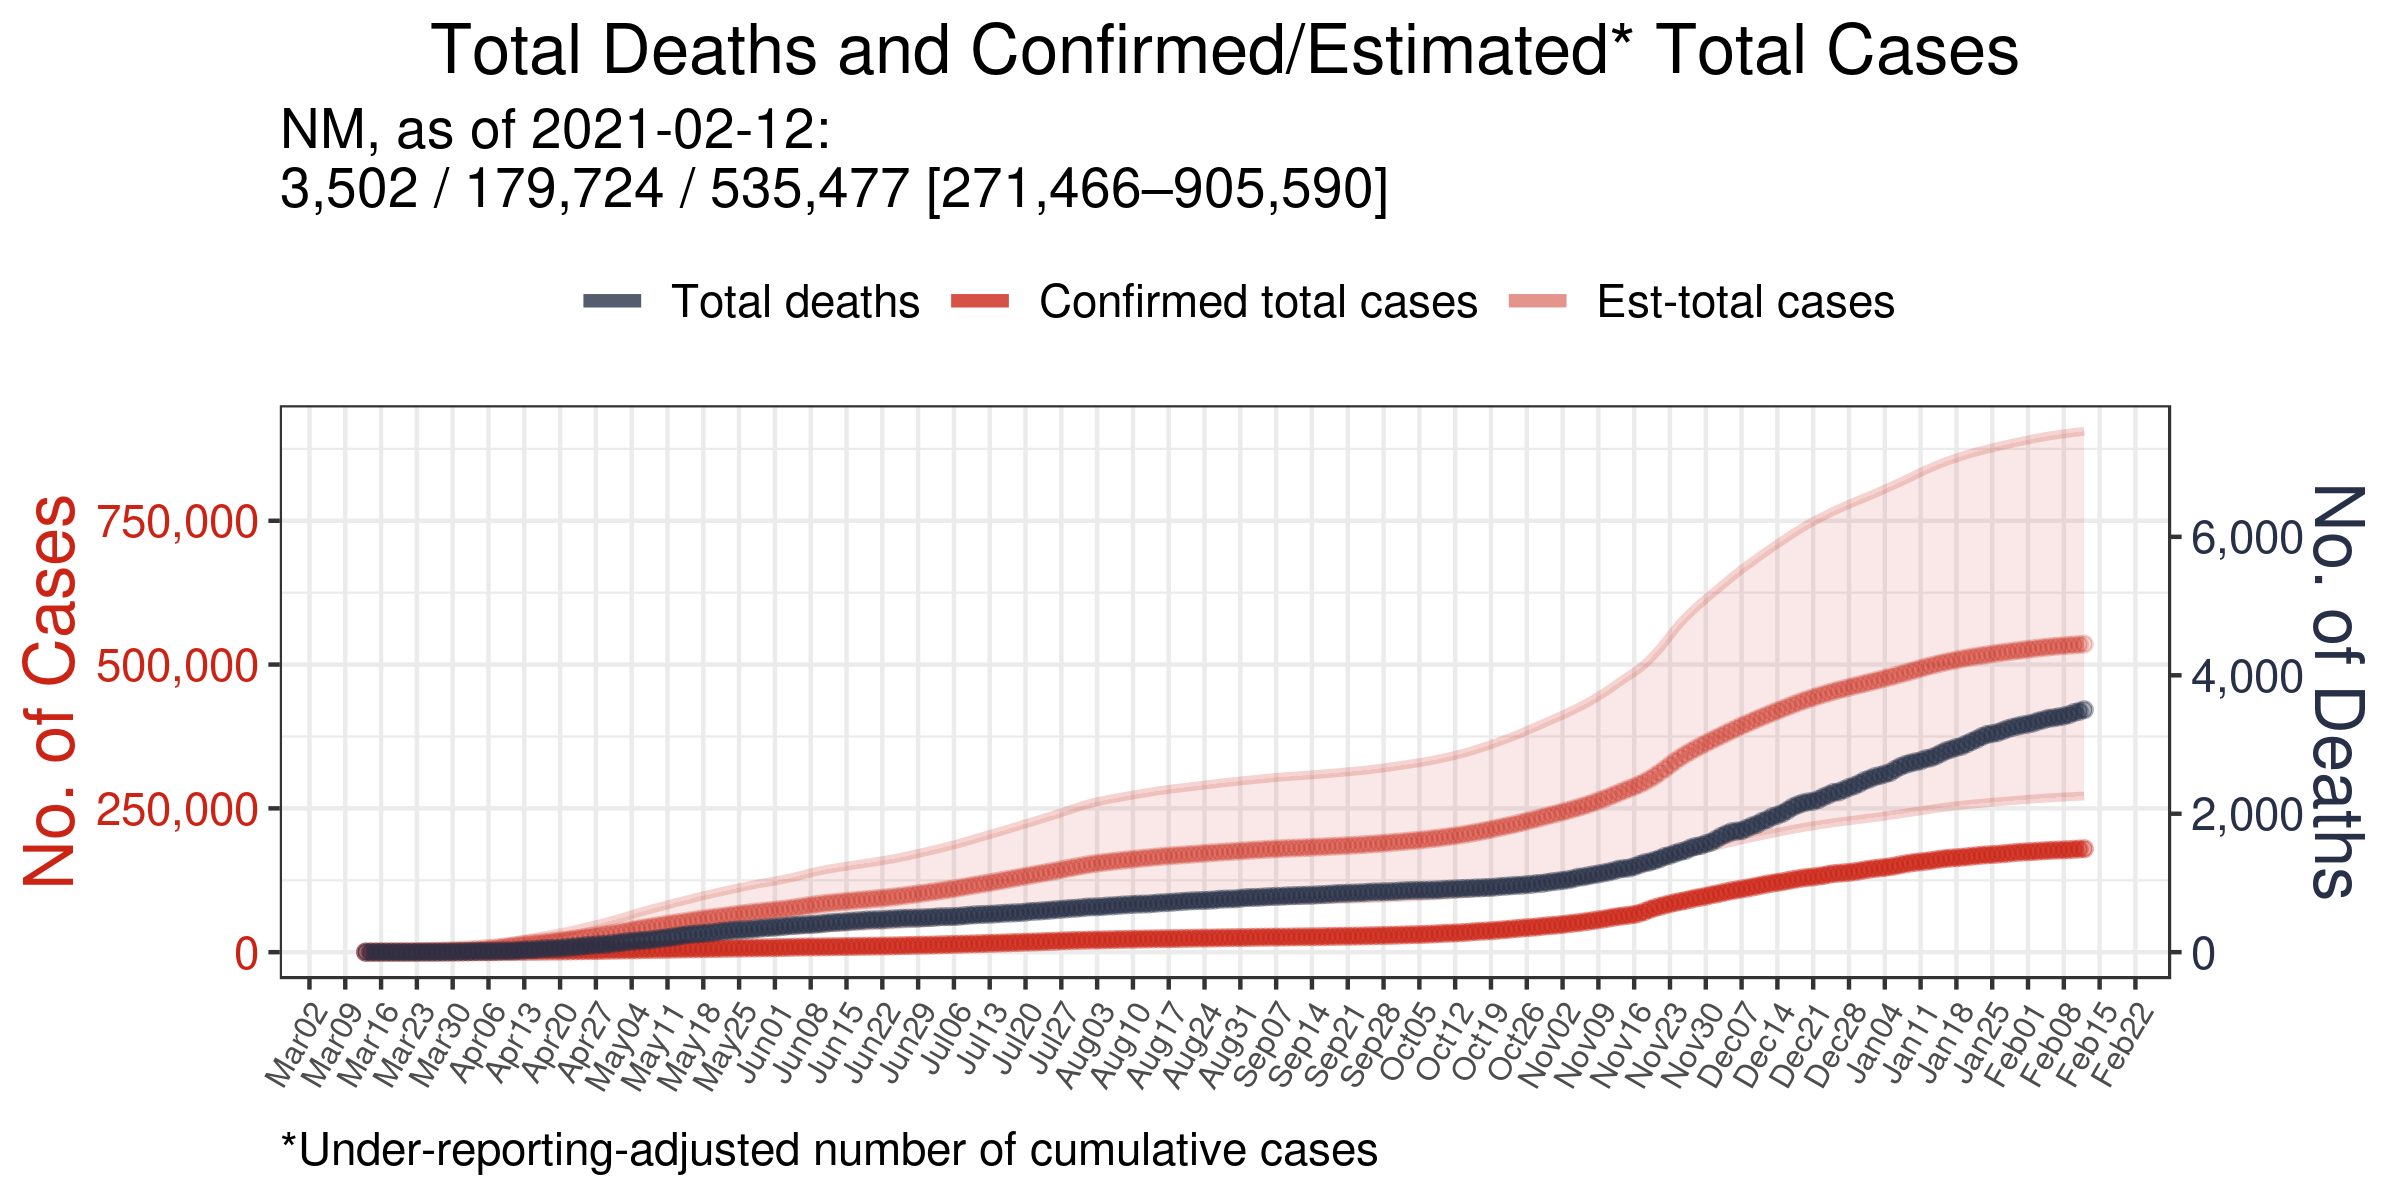 Total Deaths and Confirmed/Estimated* Total Cases
NM, as of 2021-02-12:
3,502 / 179,724 / 535,477 [271,466–905,590]
Total deaths
Confirmed total cases
Est-total cases
No. of Cases
750,000
500,000
250,000
0
6,000
4,000
2,000
0
No. of Deaths
Mar02
Mar09
Mar16
Mar23
Mar30
Apr06
Apr13
Apr20
Apr27
May04
May11
May18
May25
Jun01
Jun08
Jun15
Jun22
Jun29
Jul06
Jul13
Jul20
Jul27
Aug03
Aug10
Aug17
Aug24
Aug31
Sep07
Sep14
Sep21
Sep28
Oct05
Oct12
Oct19
Oct26
Nov02
Nov09
Nov16
Nov23
Nov30
Dec07
Dec14
Dec21
Dec28
Jan04
Jan11
Jan18
Jan25
Feb01
Feb08
Feb15
Feb22
*Under-reporting-adjusted number of cumulative cases